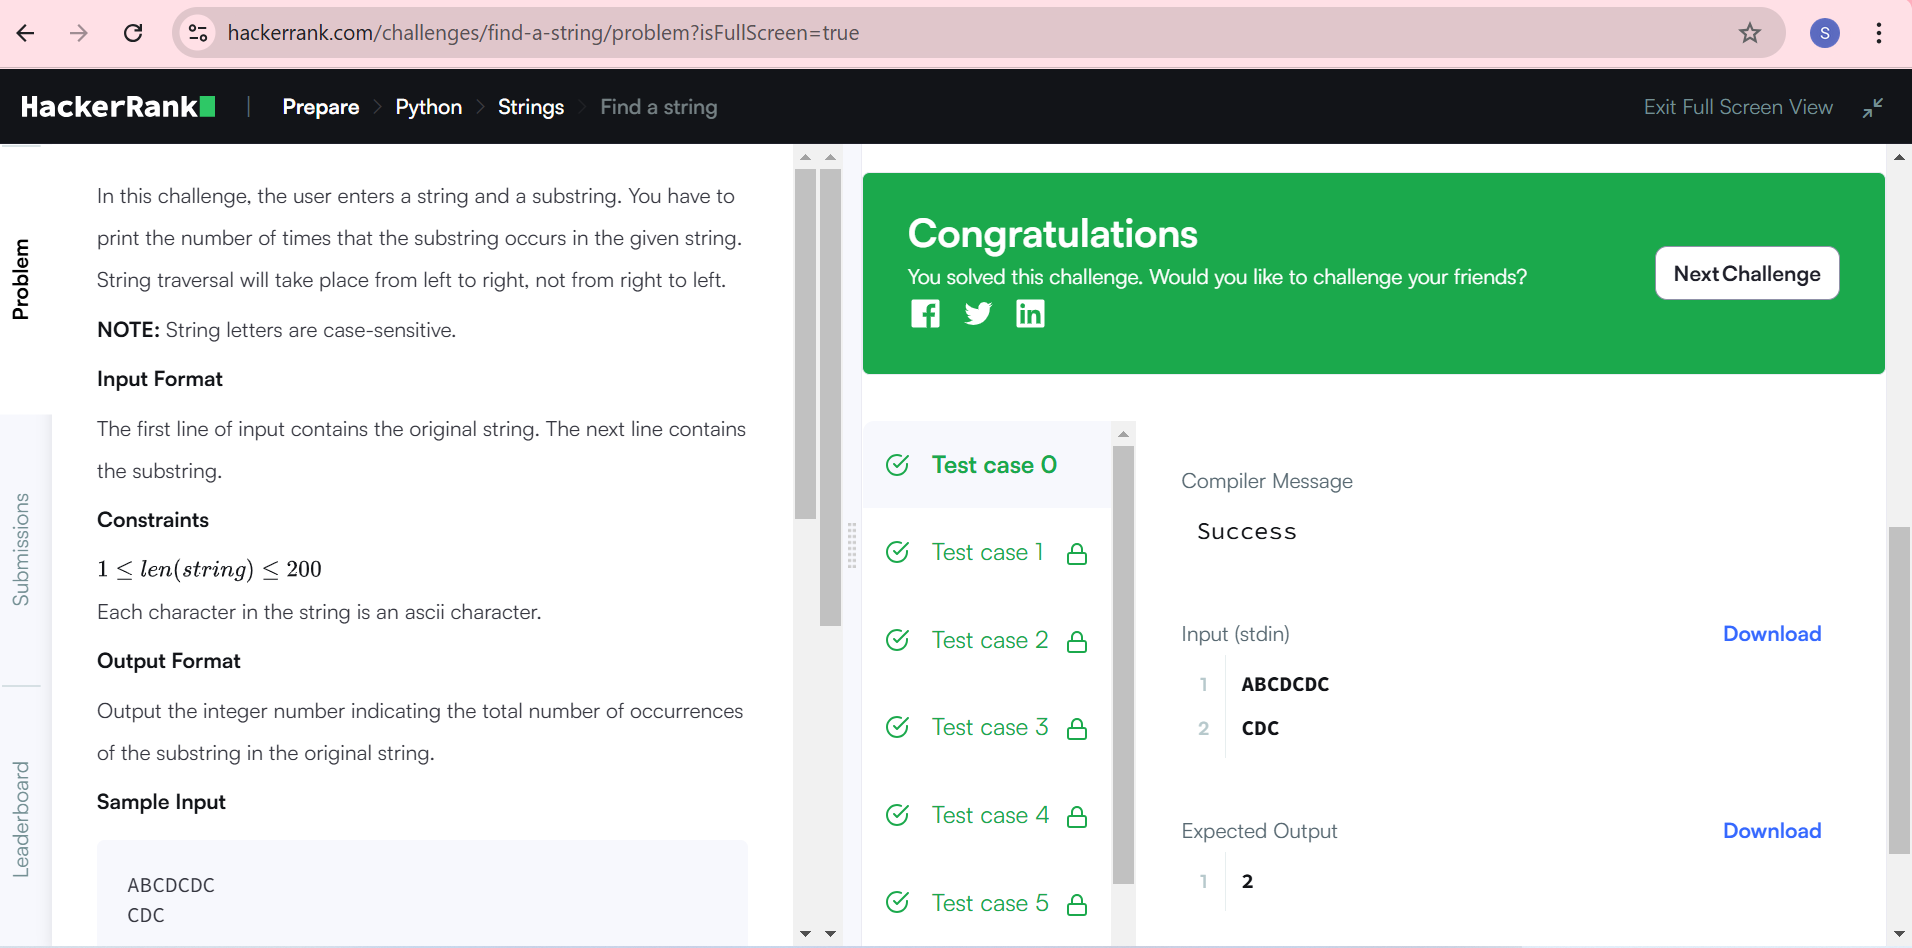 hackerrank.com/challenges/find-a-string/problem?isFullScreen=true
S
HackerRank
Prepare
Python
Strings
Find a string
Exit Full Screen View
Problem
Submissions
Leaderboard
In this challenge, the user enters a string and a substring. You have to
print the number of times that the substring occurs in the given string.
String traversal will take place from left to right, not from right to left.
NOTE: String letters are case-sensitive.
Input Format
The first line of input contains the original string. The next line contains
the substring.
Constraints
1 ≤ len(string) ≤ 200
Each character in the string is an ascii character.
Output Format
Output the integer number indicating the total number of occurrences
of the substring in the original string.
Sample Input
ABCDCDC
CDC
Congratulations
You solved this challenge. Would you like to challenge your friends?
Next Challenge
Test case 0
Test case 1
Test case 2
Test case 3
Test case 4
Test case 5
Compiler Message
Success
Input (stdin)
Download
1 ABCDCDC
2 CDC
Expected Output
Download
1 2